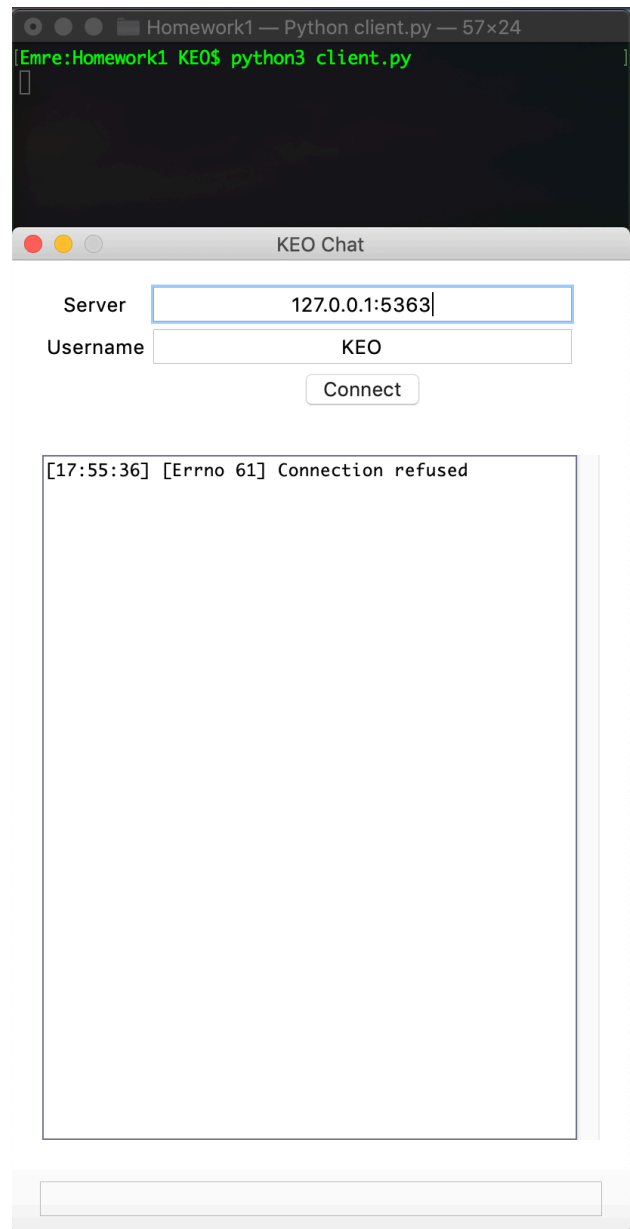 Homework1 — Python client.py — 57×24
[Emre:Homework1 KEO$ python3 client.py ]
KEO Chat
Server 127.0.0.1:5363
Username KEO
Connect
[17:55:36] [Errno 61] Connection refused